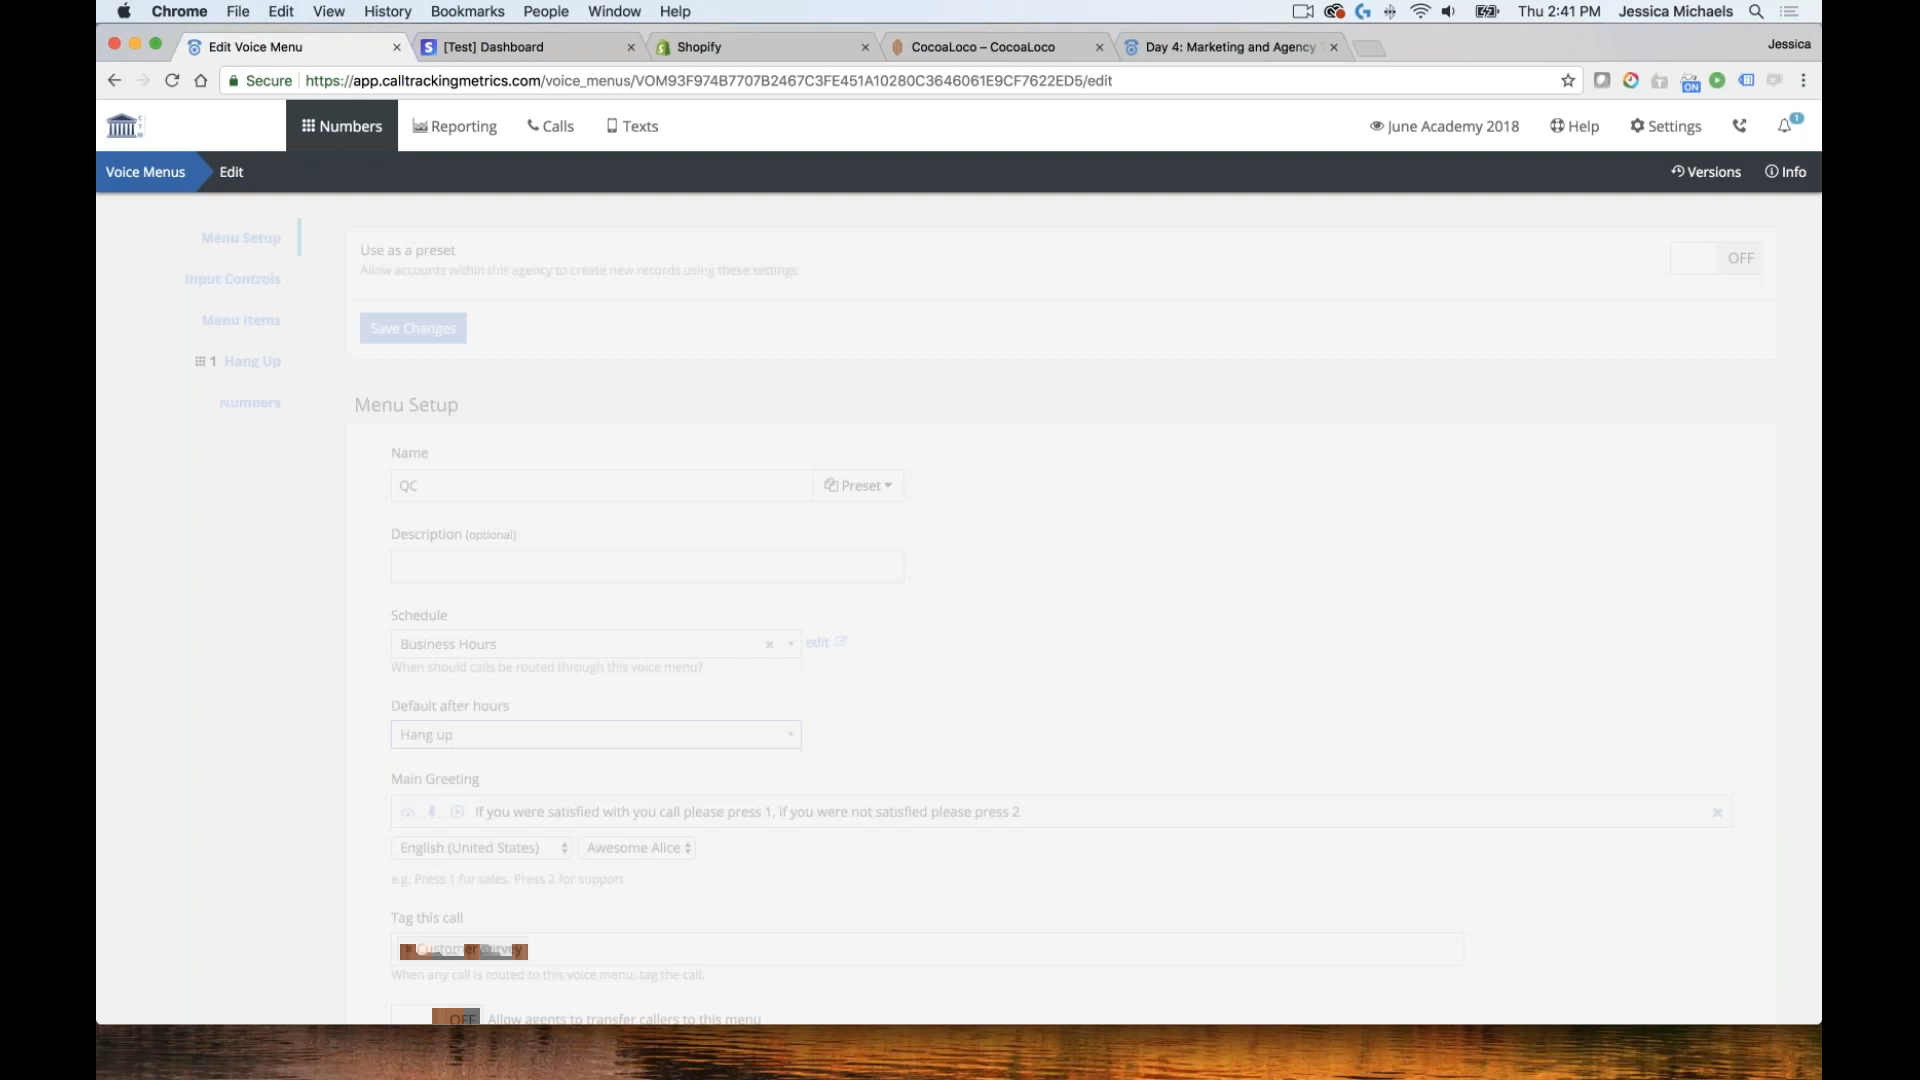 Chrome File Edit View History Bookmarks People Window Help Thu 2:41 PM Jessica Michaels
Edit Voice Menu [Test] Dashboard Shopify CocoaLoco – CocoaLoco Day 4: Marketing and Agency Jessica
Secure https://app.calltrackingmetrics.com/voice_menus/VOM93F974B7707B2467C3FE451A10280C3646061E9CF7622ED5/edit
ON
Numbers Reporting Calls Texts June Academy 2018 Help Settings 1
Voice Menus Edit Versions Info
Menu Setup
Input Controls
Menu Items
1 Hang Up
Numbers
Use as a preset
Allow accounts within this agency to create new records using these settings
OFF
Save Changes
Menu Setup
Name
QC Preset
Description (optional)
Schedule
Business Hours edit
When should calls be routed through this voice menu?
Default after hours
Hang up
Main Greeting
If you were satisfied with you call please press 1, if you were not satisfied please press 2
English (United States) Awesome Alice
e.g. Press 1 for sales, Press 2 for support
Tag this call
Customer survey
When any call is routed to this voice menu, tag the call.
OFF Allow agents to transfer callers to this menu